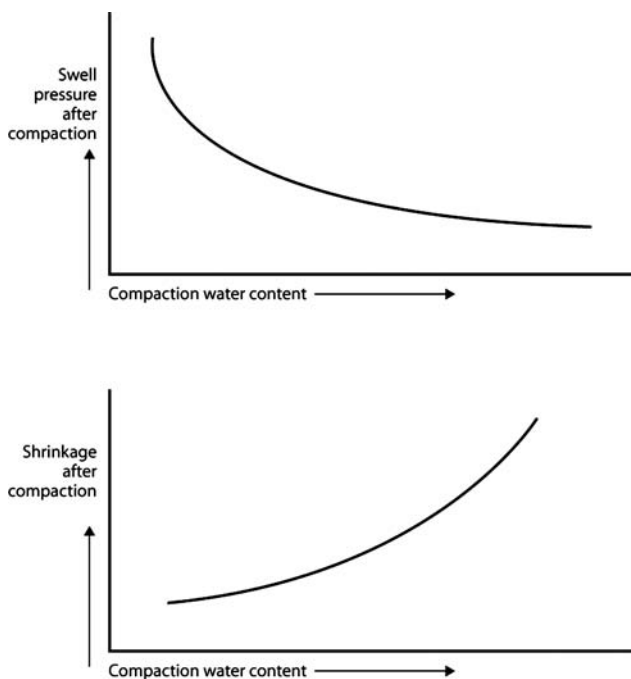 Swell
pressure
after
compaction
Compaction water content
Shrinkage
after
compaction
Compaction water content